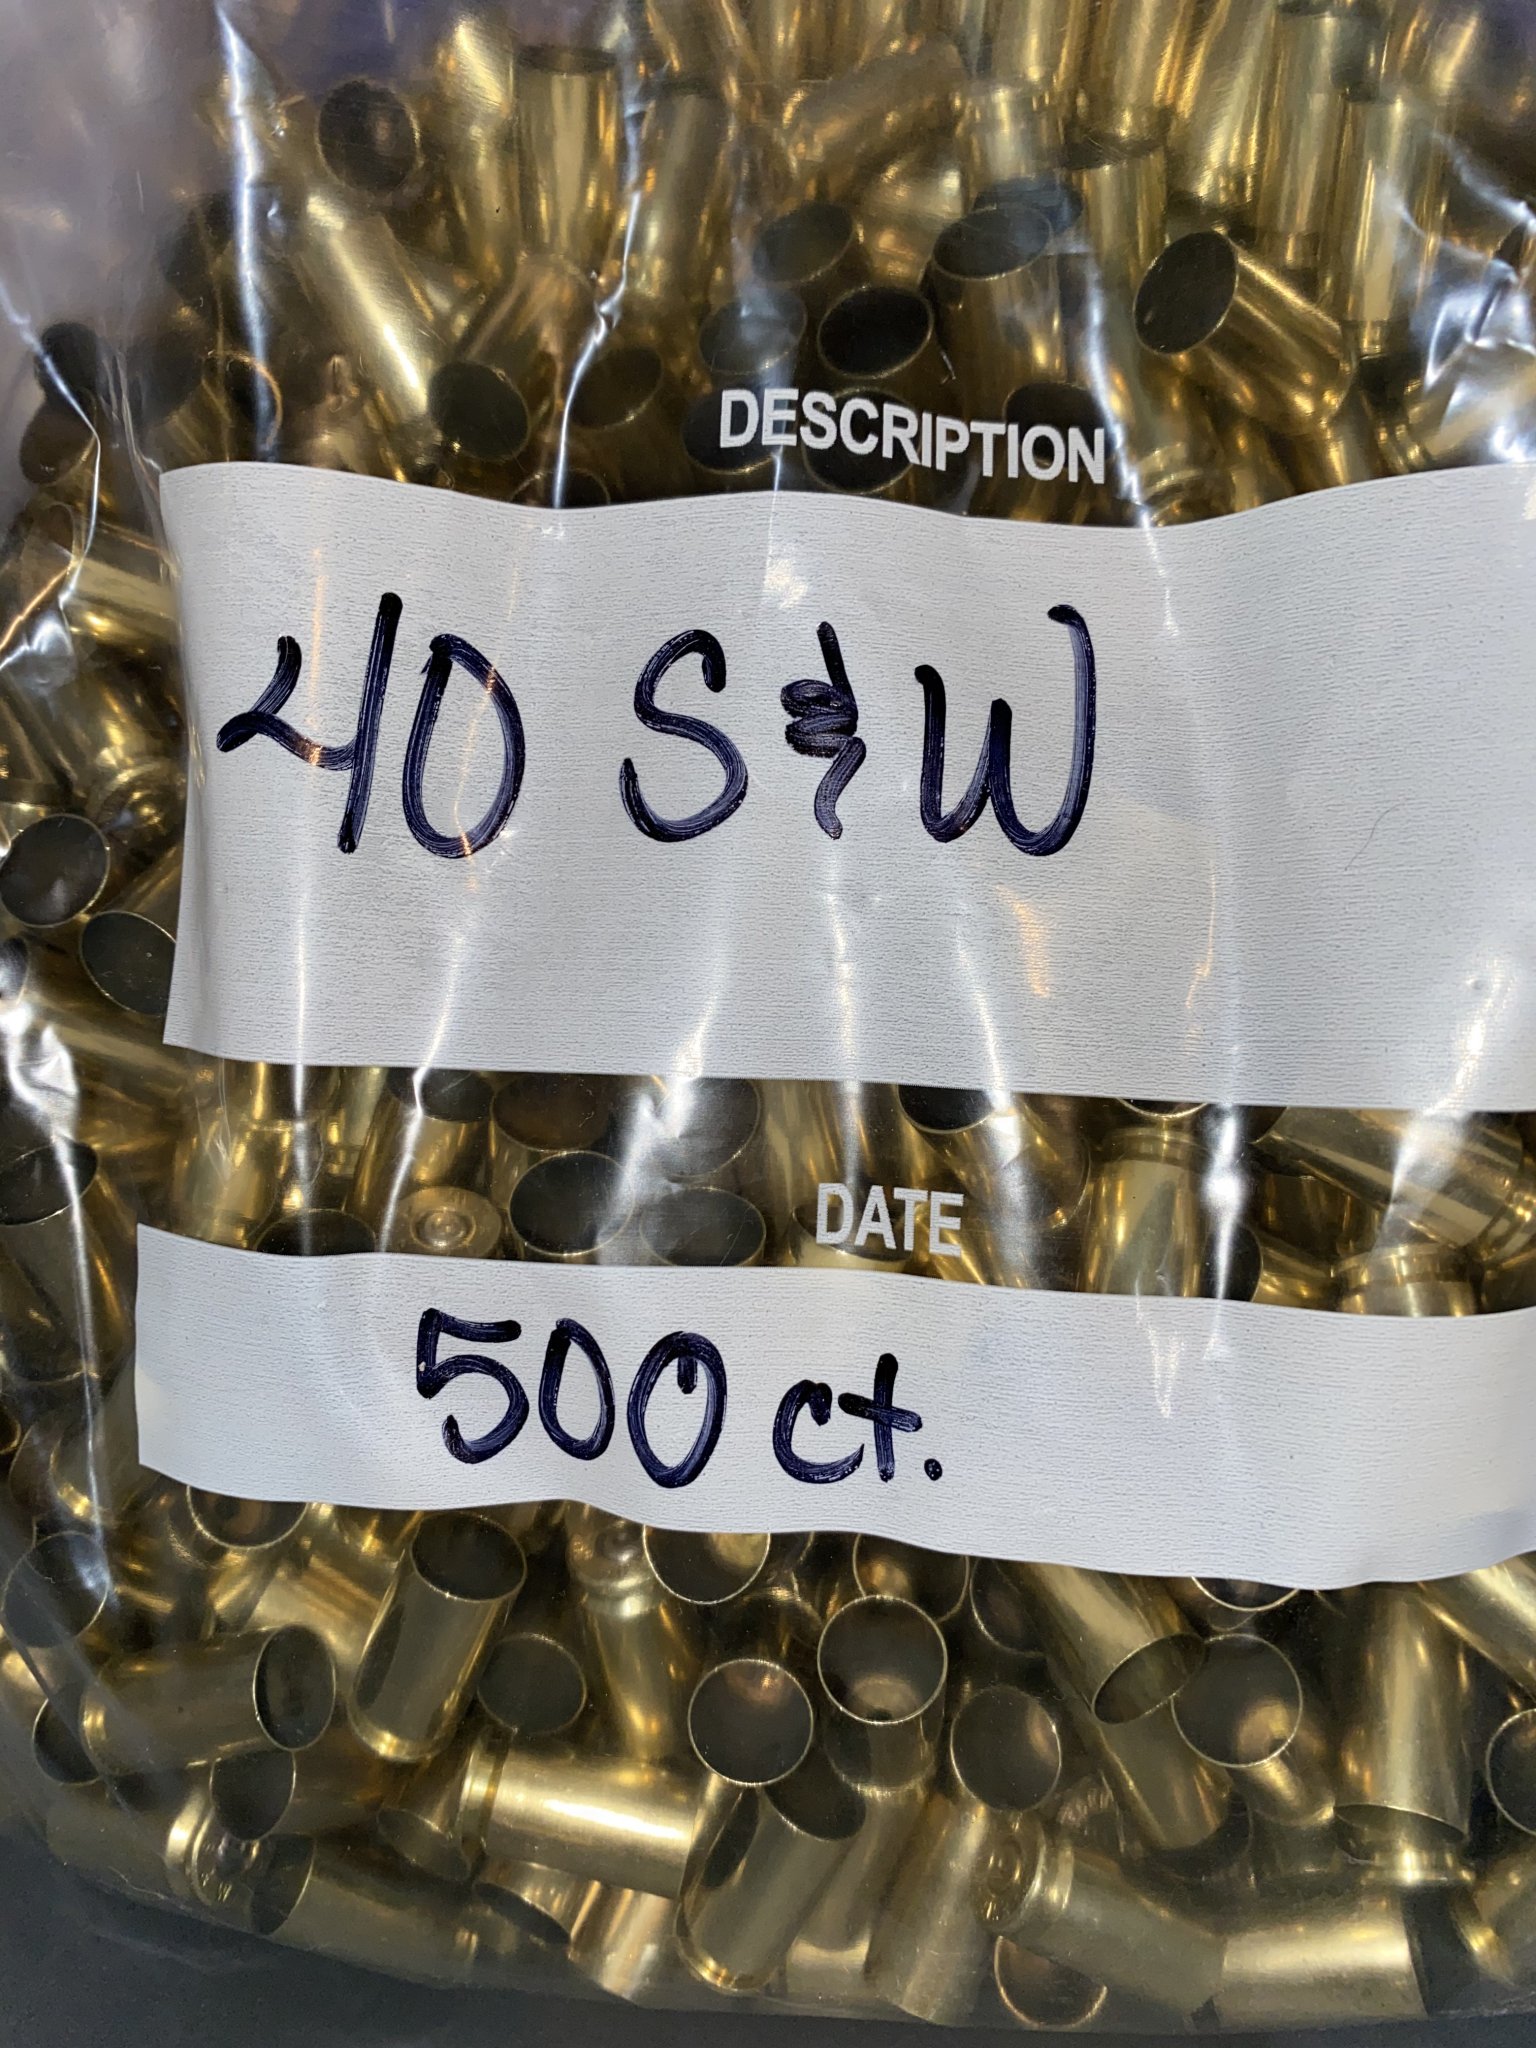 DESCRIPTION
40 S&W
DATE
500 ct.